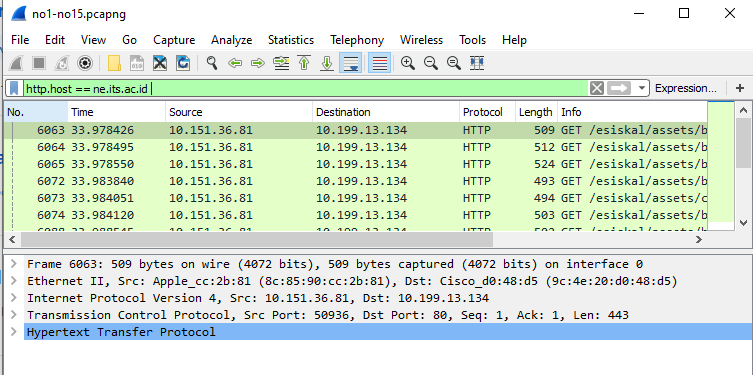 no1-no15.pcapng
File Edit View Go Capture Analyze Statistics Telephony Wireless Tools Help
http.host == ne.its.ac.id Expression... +
No. Time Source Destination Protocol Length Info
6063 33.978426 10.151.36.81 10.199.13.134 HTTP 509 GET /esiskal/assets/b
6064 33.978495 10.151.36.81 10.199.13.134 HTTP 512 GET /esiskal/assets/b
6065 33.978550 10.151.36.81 10.199.13.134 HTTP 524 GET /esiskal/assets/b
6072 33.983840 10.151.36.81 10.199.13.134 HTTP 493 GET /esiskal/assets/b
6073 33.984051 10.151.36.81 10.199.13.134 HTTP 494 GET /esiskal/assets/c
6074 33.984120 10.151.36.81 10.199.13.134 HTTP 503 GET /esiskal/assets/b
Frame 6063: 509 bytes on wire (4072 bits), 509 bytes captured (4072 bits) on interface 0
Ethernet II, Src: Apple_cc:2b:81 (8c:85:90:cc:2b:81), Dst: Cisco_d0:48:d5 (9c:4e:20:d0:48:d5)
Internet Protocol Version 4, Src: 10.151.36.81, Dst: 10.199.13.134
Transmission Control Protocol, Src Port: 50936, Dst Port: 80, Seq: 1, Ack: 1, Len: 443
Hypertext Transfer Protocol